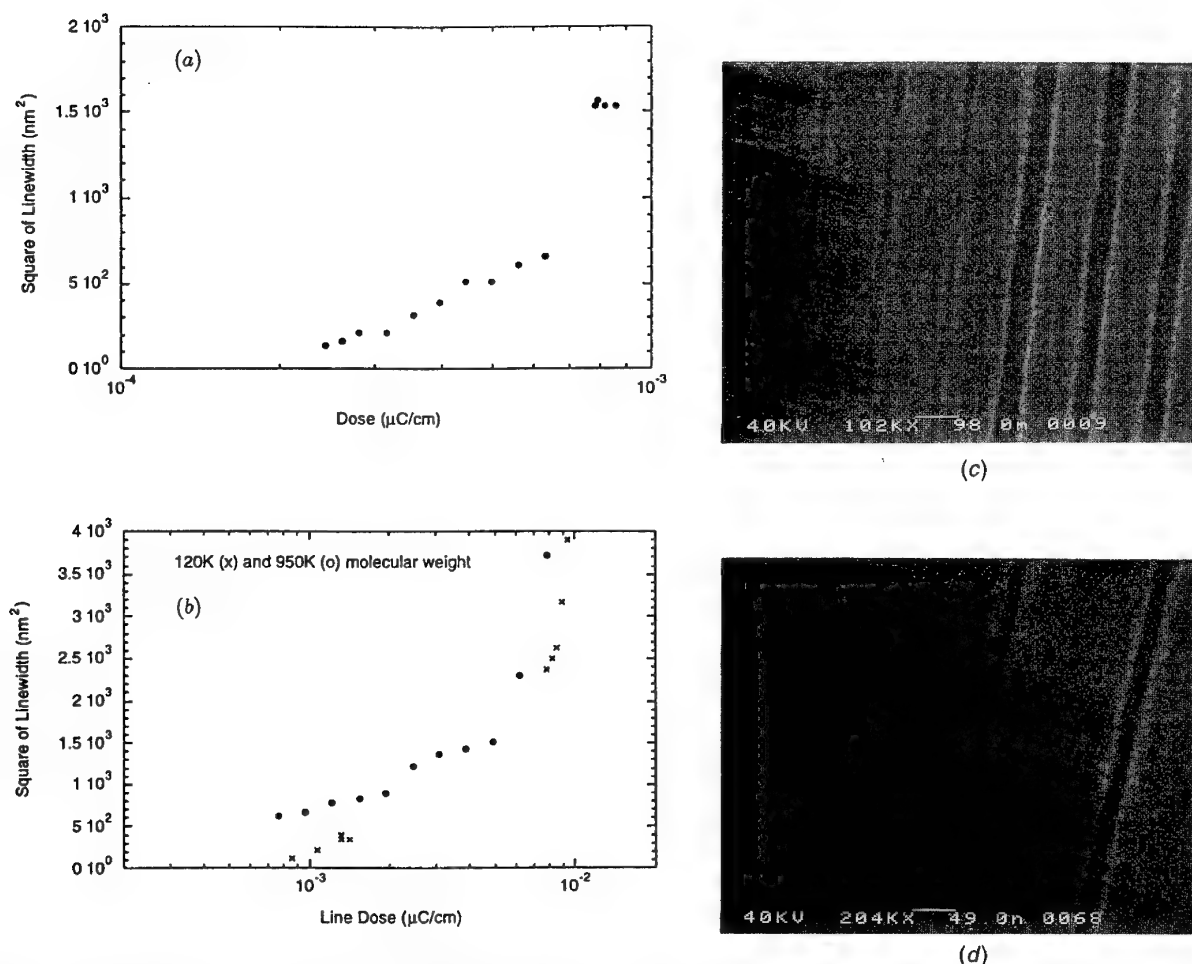 (a)
Square of Linewidth (nm²)
2 10³
1.5 10³
1 10³
5 10²
0 10⁰
10⁻⁴
10⁻³
Dose (μC/cm)
(c)
40KV 102KX 98 0m 0009
(b)
120K (x) and 950K (o) molecular weight
Square of Linewidth (nm²)
4 10³
3.5 10³
3 10³
2.5 10³
2 10³
1.5 10³
1 10³
5 10²
0 10⁰
10⁻³
10⁻²
Line Dose (μC/cm)
(d)
40KV 204KX 49.0n 0068